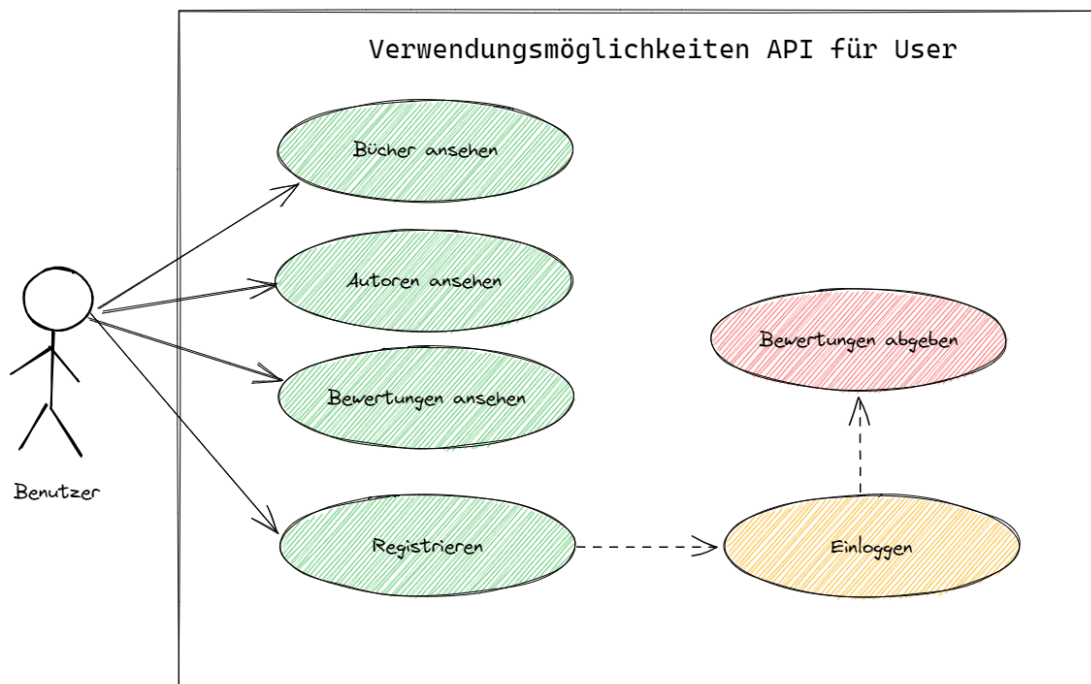 Verwendungsmöglichkeiten API für User
Bücher ansehen
Autoren ansehen
Bewertungen abgeben
Bewertungen ansehen
Benutzer
Registrieren
Einloggen